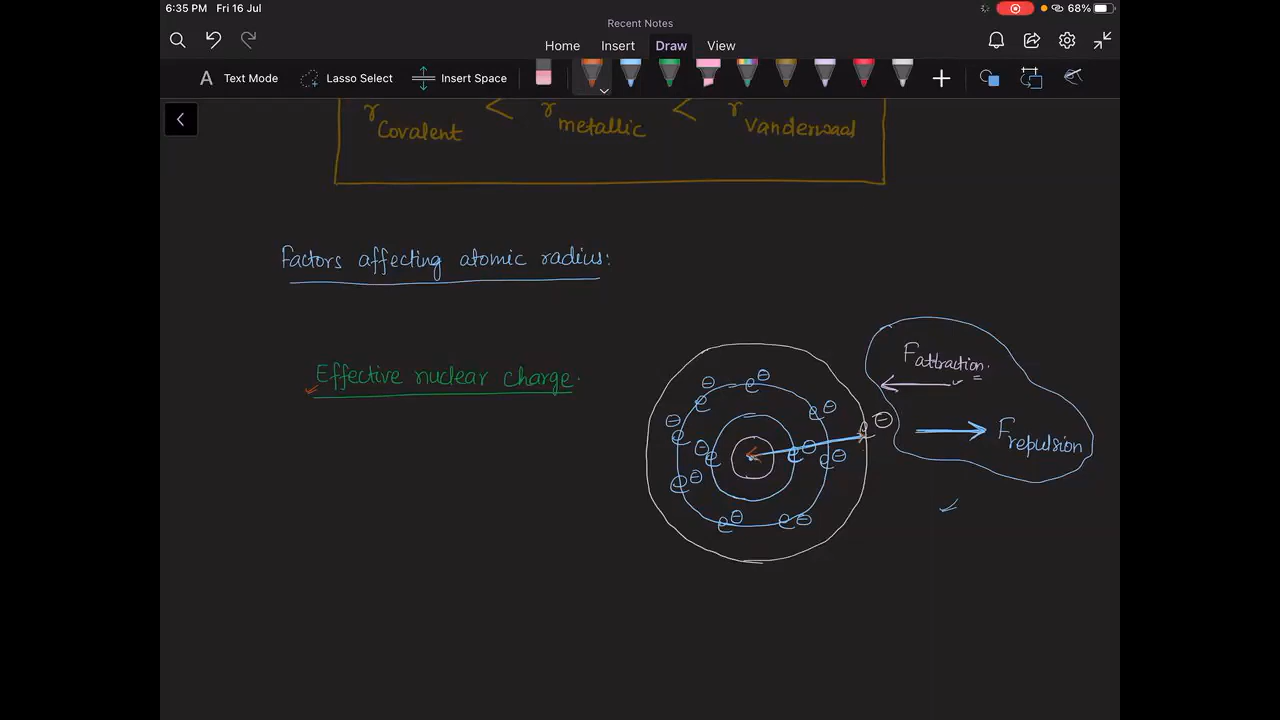 6:35 PM Fri 16 Jul
68%
Recent Notes
Home Insert Draw View
Text Mode Lasso Select Insert Space
r Covalent < r metallic < r Vanderwaal
Factors affecting atomic radius:
Effective nuclear charge.
F attraction.
F repulsion
e⊖ e⊖ e⊖ e⊖ e⊖ e⊖ e⊖ e⊖ e⊖ e⊖ e⊖